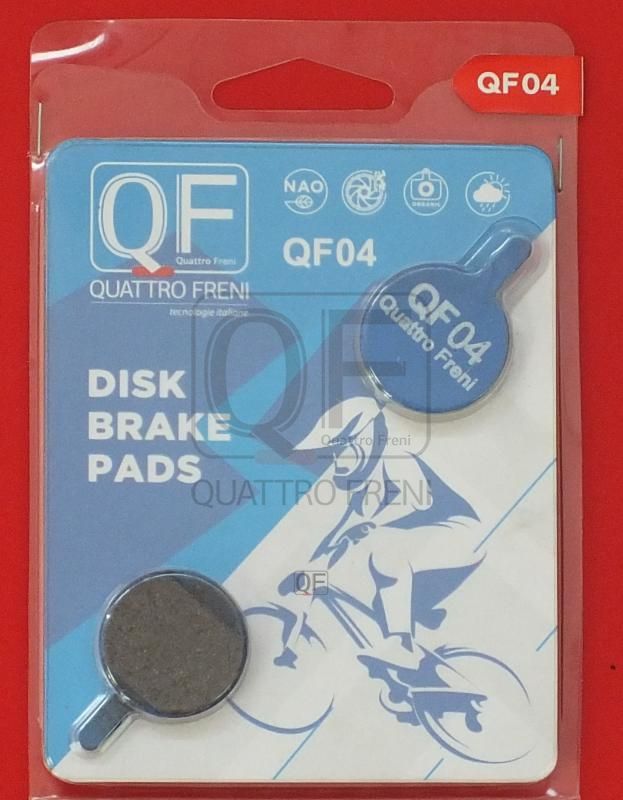 QF04
QF
Quattro Freni
QUATTRO FRENI
tecnologie italiane
NAO
ORGANIC
QF04
QF 04
Quattro Freni
DISK
BRAKE
PADS
QF
Quattro Freni
QUATTRO FRENI
QF